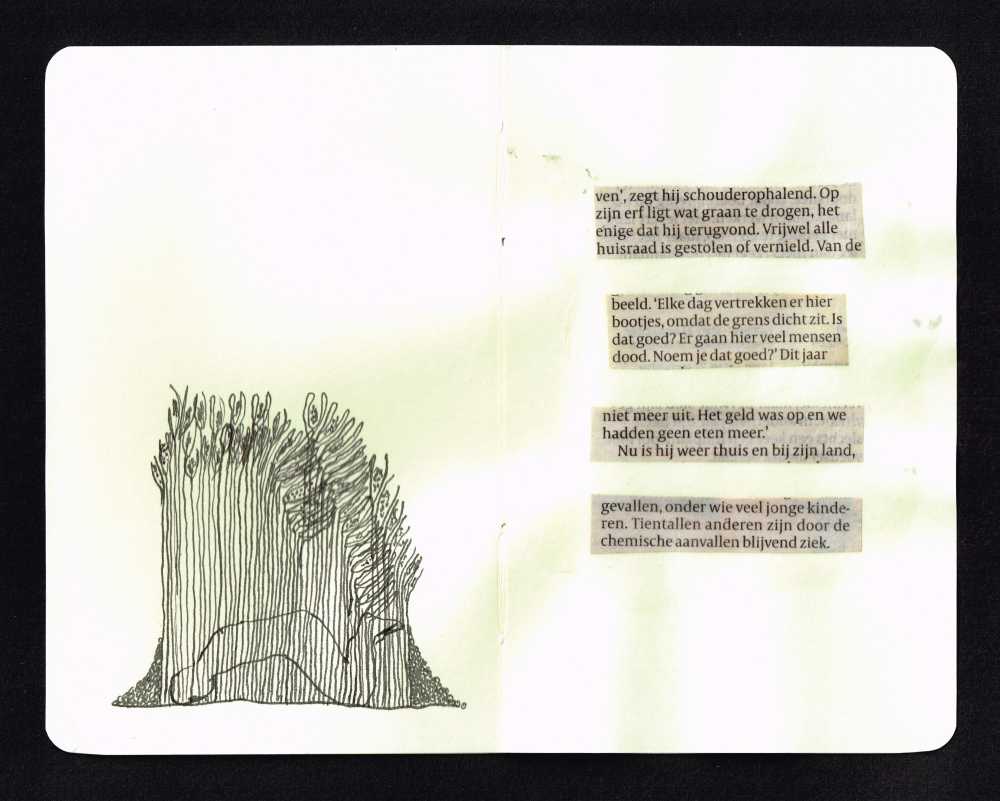 ven', zegt hij schouderophalend. Op
zijn erf ligt wat graan te drogen, het
enige dat hij terugvond. Vrijwel alle
huisraad is gestolen of vernield. Van de
beeld. 'Elke dag vertrekken er hier
bootjes, omdat de grens dicht zit. Is
dat goed? Er gaan hier veel mensen
dood. Noem je dat goed?' Dit jaar
niet meer uit. Het geld was op en we
hadden geen eten meer.'
Nu is hij weer thuis en bij zijn land,
gevallen, onder wie veel jonge kinde-
ren. Tientallen anderen zijn door de
chemische aanvallen blijvend ziek.